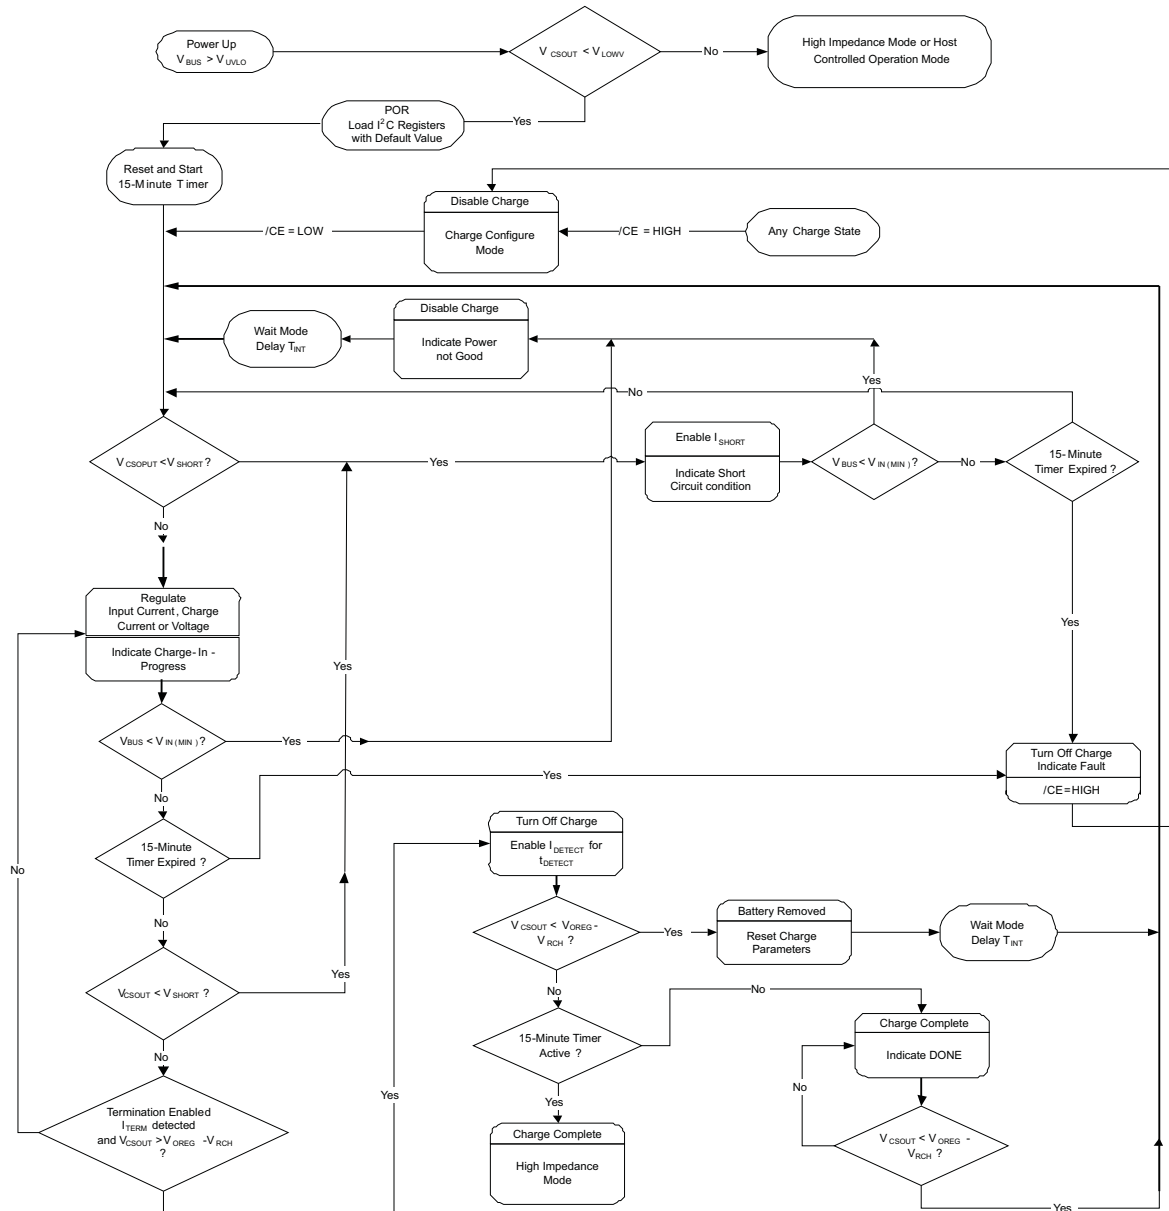 Power Up
V BUS > V UVLO
V CSOUT < V LOWV
No
High Impedance Mode or Host
Controlled Operation Mode
Yes
POR
Load I2C Registers
with Default Value
Reset and Start
15-Minute Timer
Disable Charge
Charge Configure
Mode
/CE = LOW
/CE = HIGH
Any Charge State
Disable Charge
Indicate Power
not Good
Wait Mode
Delay TINT
Yes
No
V CSOPUT < V SHORT ?
Yes
Enable I SHORT
Indicate Short
Circuit condition
V BUS < V IN (MIN) ?
No
15-Minute
Timer Expired ?
No
Regulate
Input Current, Charge
Current or Voltage
Indicate Charge-In -
Progress
Yes
Yes
VBUS < V IN (MIN) ?
Yes
Turn Off Charge
Indicate Fault
/CE=HIGH
Yes
No
15-Minute
Timer Expired ?
No
Turn Off Charge
Enable IDETECT for
tDETECT
No
V CSOUT < VOREG -
VRCH ?
Yes
Battery Removed
Reset Charge
Parameters
Wait Mode
Delay TINT
VCSOUT < V SHORT ?
Yes
No
No
15-Minute Timer
Active ?
Charge Complete
Indicate DONE
No
Yes
No
Yes
Termination Enabled
ITERM detected
and VCSOUT >V OREG -VRCH
?
Charge Complete
High Impedance
Mode
V CSOUT < V OREG -
VRCH ?
Yes